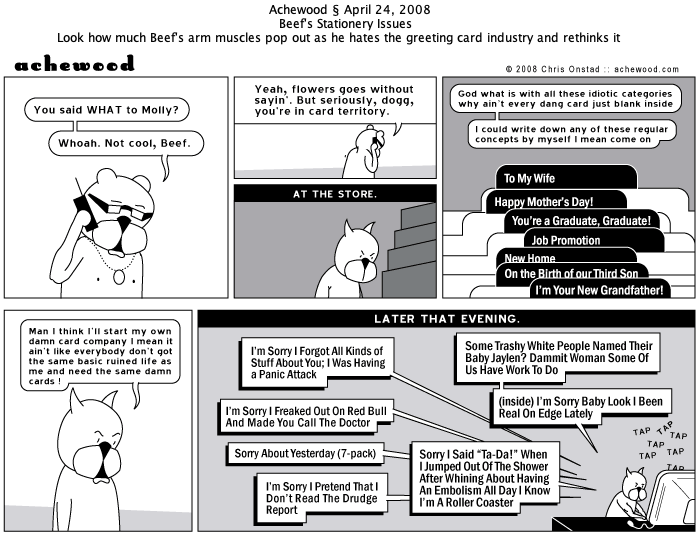 Achewood § April 24, 2008
Beef's Stationery Issues
Look how much Beef's arm muscles pop out as he hates the greeting card industry and rethinks it
achewood
© 2008 Chris Onstad :: achewood.com
You said WHAT to Molly?
Whoah. Not cool, Beef.
Yeah, flowers goes without
sayin'. But seriously, dogg,
you're in card territory.
AT THE STORE.
God what is with all these idiotic categories
why ain't every dang card just blank inside
I could write down any of these regular
concepts by myself I mean come on
To My Wife
Happy Mother's Day!
You're a Graduate, Graduate!
Job Promotion
New Home
On the Birth of our Third Son
I'm Your New Grandfather!
Man I think I'll start my own
damn card company I mean it
ain't like everybody don't got
the same basic ruined life as
me and need the same damn
cards !
LATER THAT EVENING.
I'm Sorry I Forgot All Kinds of
Stuff About You; I Was Having
a Panic Attack
Some Trashy White People Named Their
Baby Jaylen? Dammit Woman Some Of
Us Have Work To Do
(inside) I'm Sorry Baby Look I Been
Real On Edge Lately
I'm Sorry I Freaked Out On Red Bull
And Made You Call The Doctor
Sorry About Yesterday (7-pack)
I'm Sorry I Pretend That I
Don't Read The Drudge
Report
Sorry I Said "Ta-Da!" When
I Jumped Out Of The Shower
After Whining About Having
An Embolism All Day I Know
I'm A Roller Coaster
TAP TAP TAP
TAP TAP
TAP TAP
TAP